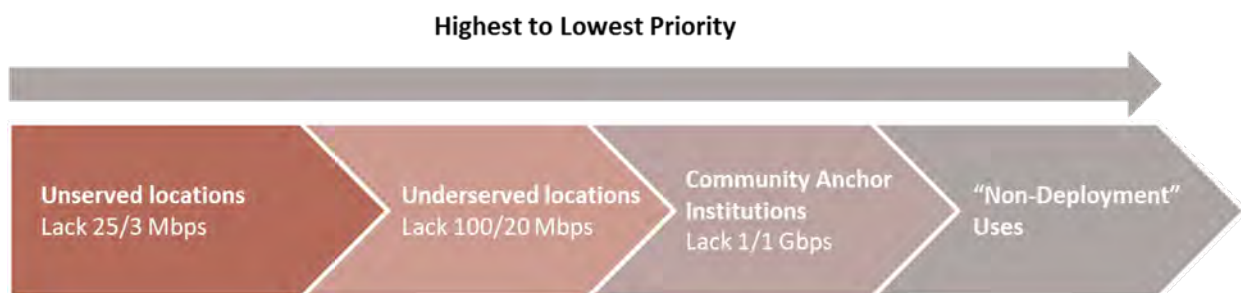 Highest to Lowest Priority
Unserved locations
Lack 25/3 Mbps
Underserved locations
Lack 100/20 Mbps
Community Anchor
Institutions
Lack 1/1 Gbps
“Non-Deployment”
Uses